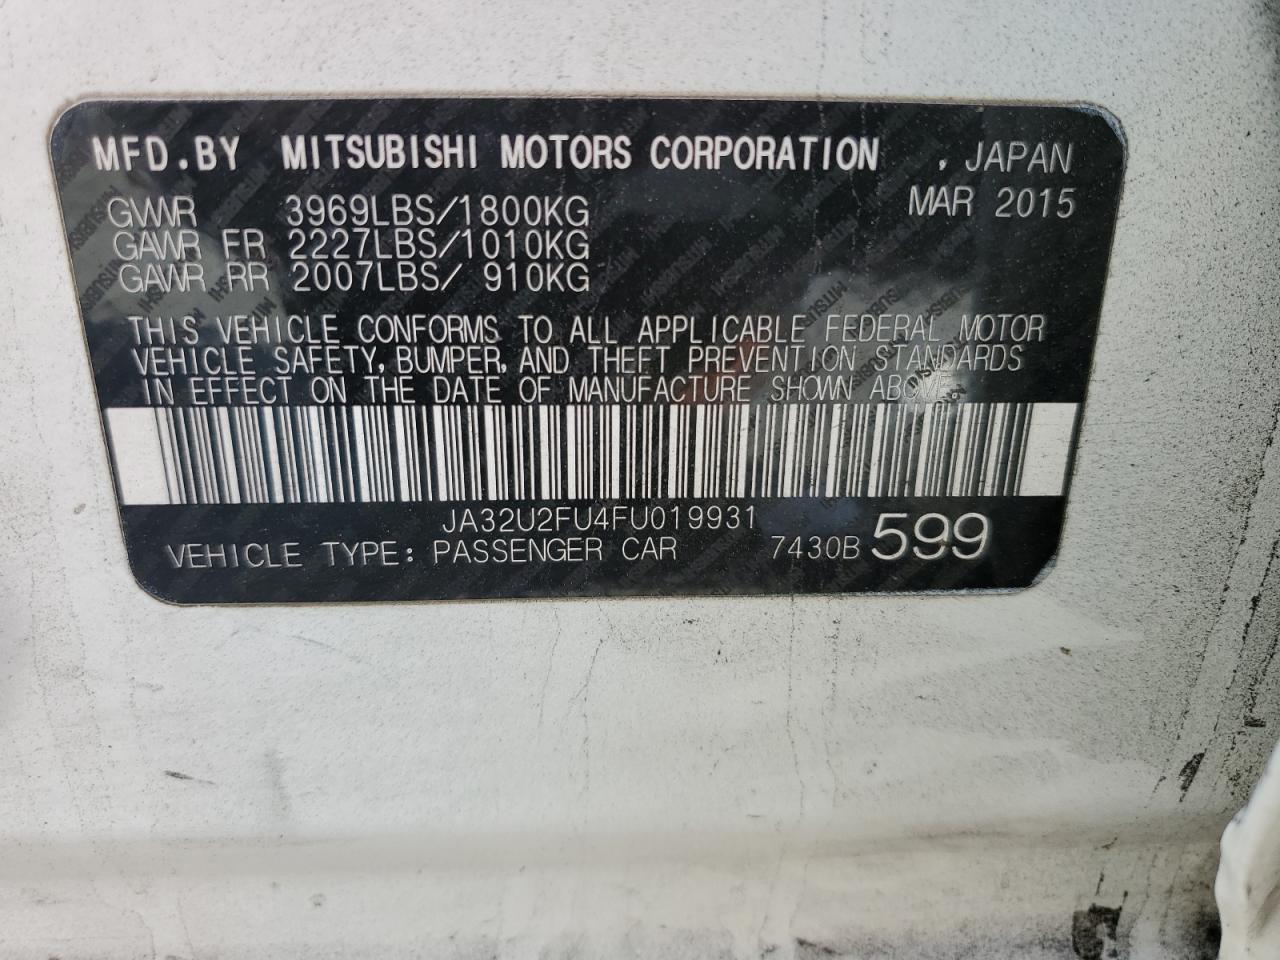 MFD.BY MITSUBISHI MOTORS CORPORATION , JAPAN
MAR 2015
GVWR 3969LBS/1800KG
GAWR FR 2227LBS/1010KG
GAWR RR 2007LBS/ 910KG
THIS VEHICLE CONFORMS TO ALL APPLICABLE FEDERAL MOTOR
VEHICLE SAFETY, BUMPER, AND THEFT PREVENTION STANDARDS
IN EFFECT ON THE DATE OF MANUFACTURE SHOWN ABOVE.
JA32U2FU4FU019931
VEHICLE TYPE: PASSENGER CAR 7430B 599